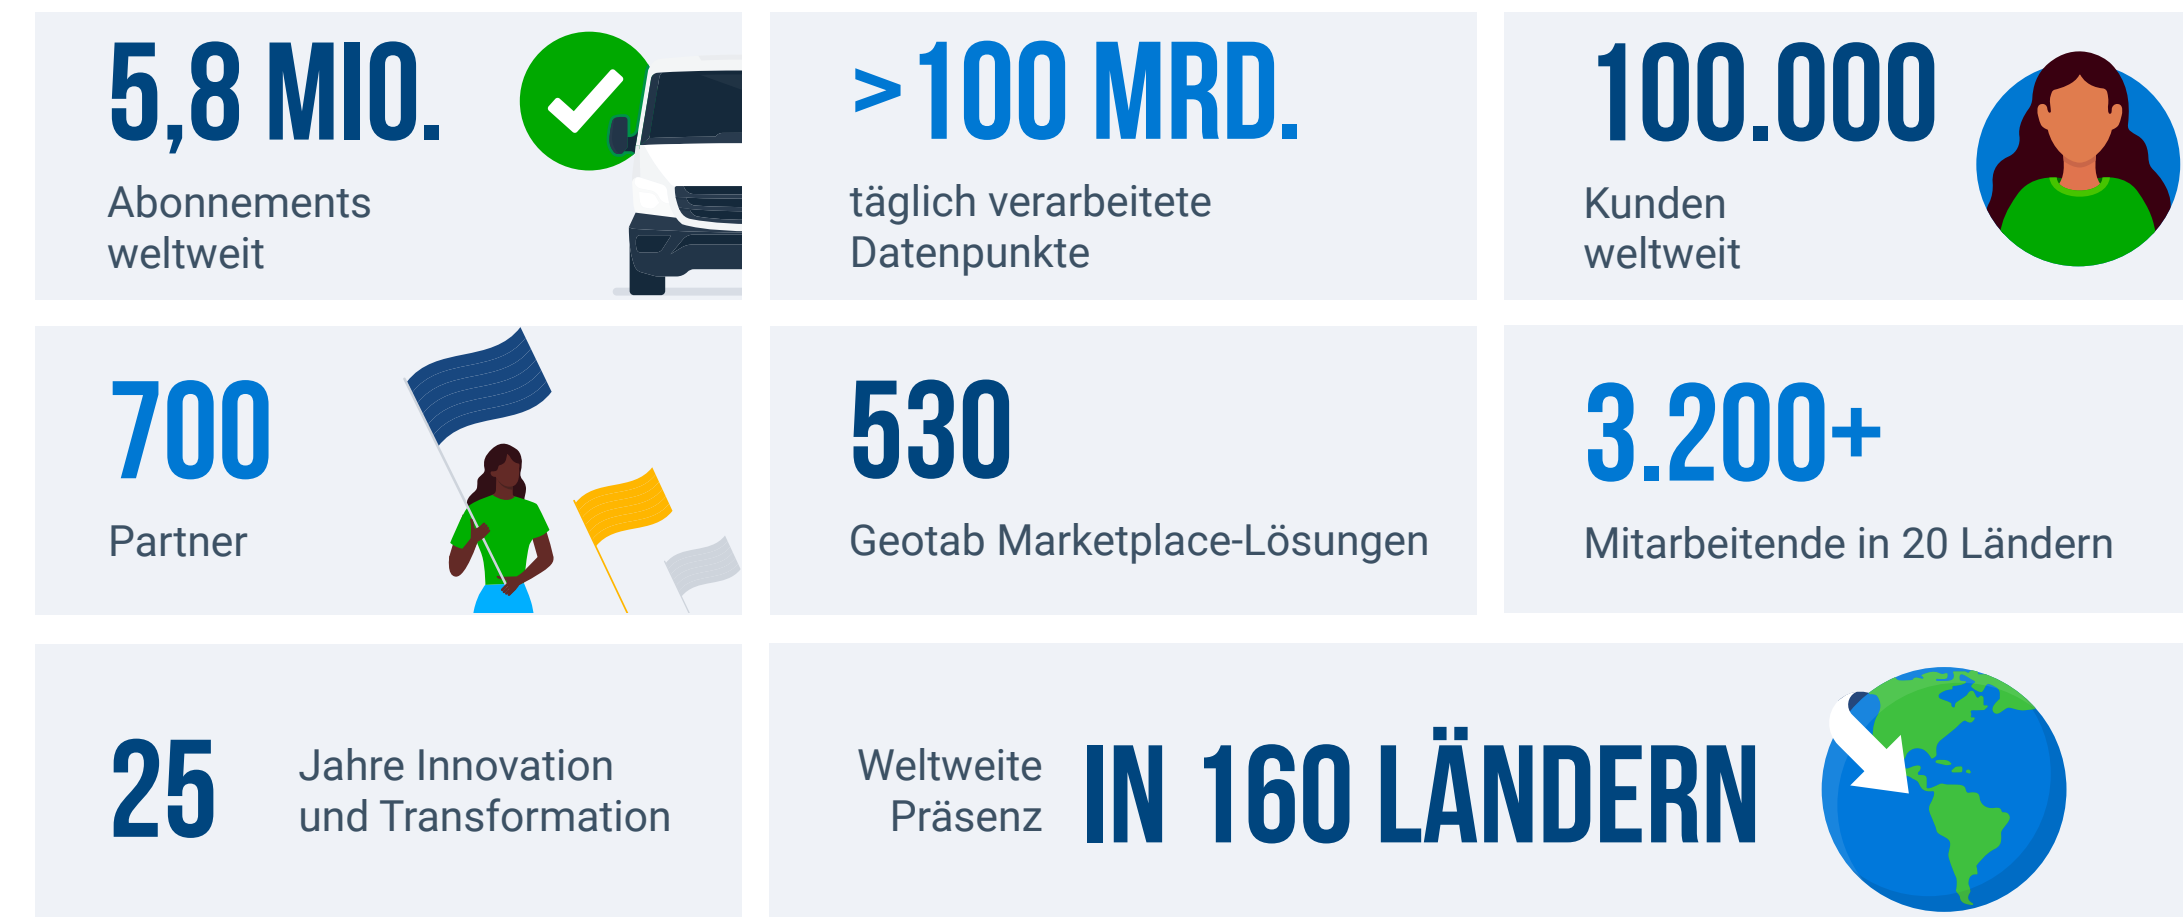 5,8 MIO.
Abonnements
weltweit
> 100 MRD.
täglich verarbeitete
Datenpunkte
100.000
Kunden
weltweit
700
Partner
530
Geotab Marketplace-Lösungen
3.200+
Mitarbeitende in 20 Ländern
25
Jahre Innovation
und Transformation
Weltweite
Präsenz
IN 160 LÄNDERN